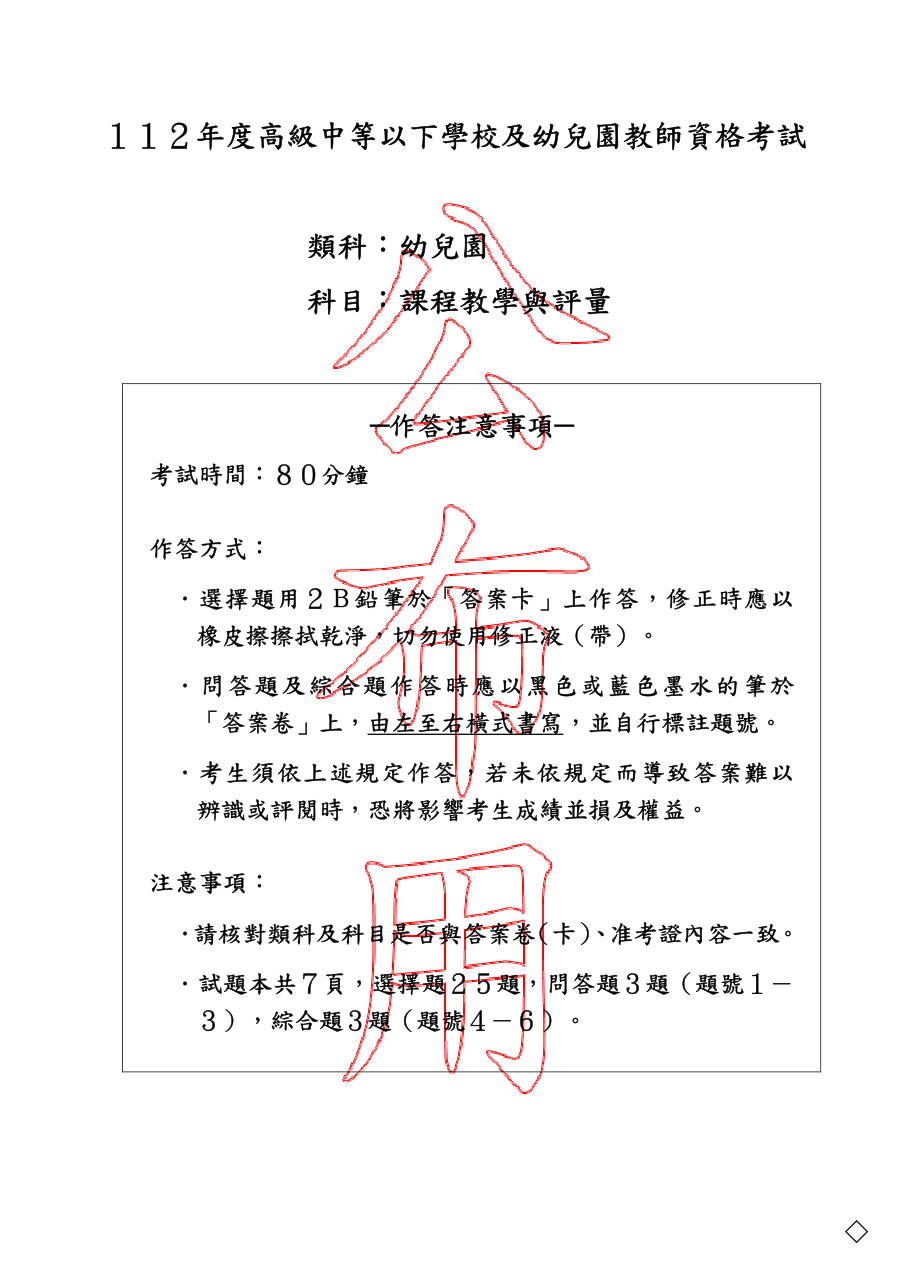 112年度高級中等以下學校及幼兒園教師資格考試
類科：幼兒園
科目：課程教學與評量
─作答注意事項─
考試時間：80分鐘
作答方式：
．選擇題用2B鉛筆於「答案卡」上作答，修正時應以
橡皮擦擦拭乾淨，切勿使用修正液（帶）。
．問答題及綜合題作答時應以黑色或藍色墨水的筆於
「答案卷」上，由左至右橫式書寫，並自行標註題號。
．考生須依上述規定作答，若未依規定而導致答案難以
辨識或評閱時，恐將影響考生成績並損及權益。
注意事項：
．請核對類科及科目是否與答案卷（卡）、准考證內容一致。
．試題本共7頁，選擇題25題，問答題3題（題號1－
3），綜合題3題（題號4－6）。
公布用